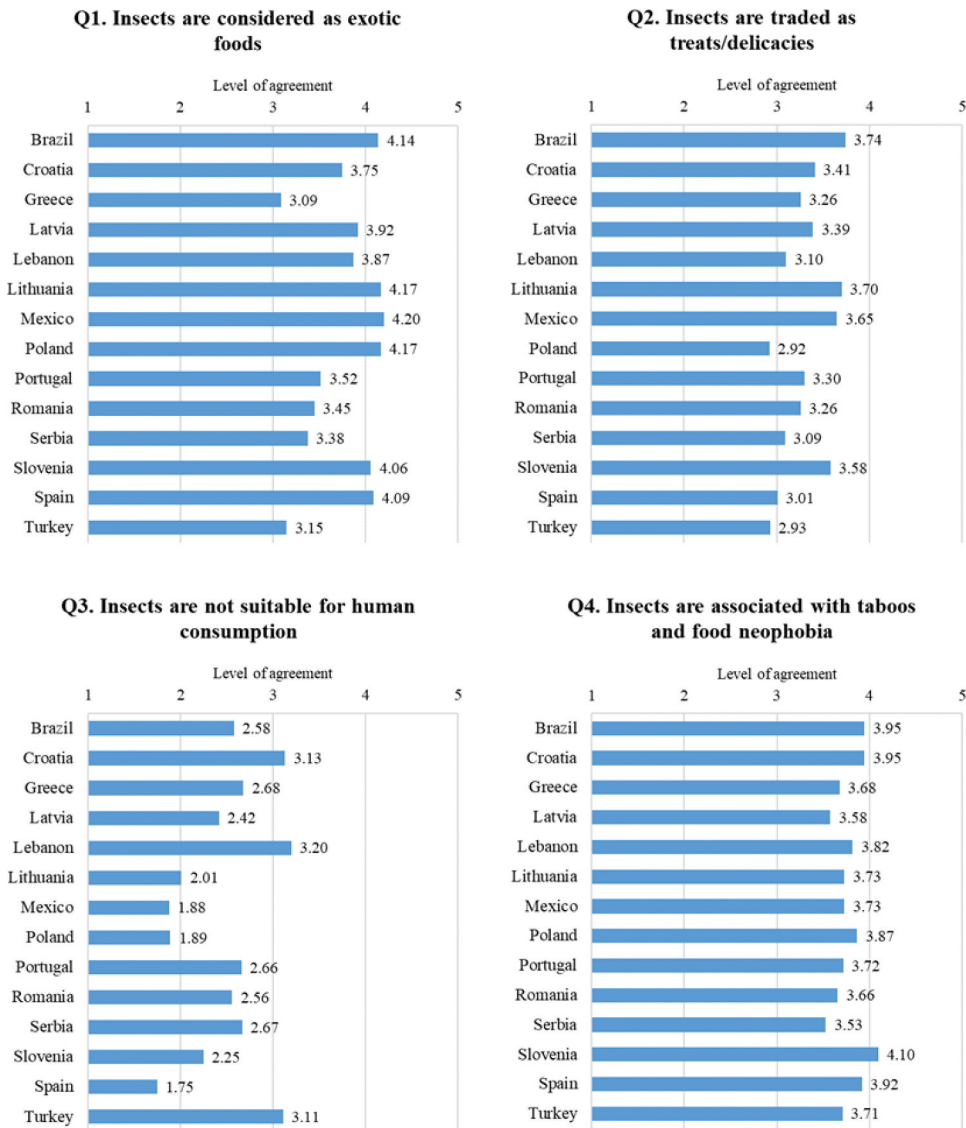 Q1. Insects are considered as exotic
foods
Level of agreement
1 2 3 4 5
Brazil 4.14
Croatia 3.75
Greece 3.09
Latvia 3.92
Lebanon 3.87
Lithuania 4.17
Mexico 4.20
Poland 4.17
Portugal 3.52
Romania 3.45
Serbia 3.38
Slovenia 4.06
Spain 4.09
Turkey 3.15
Q2. Insects are traded as
treats/delicacies
Level of agreement
1 2 3 4 5
Brazil 3.74
Croatia 3.41
Greece 3.26
Latvia 3.39
Lebanon 3.10
Lithuania 3.70
Mexico 3.65
Poland 2.92
Portugal 3.30
Romania 3.26
Serbia 3.09
Slovenia 3.58
Spain 3.01
Turkey 2.93
Q3. Insects are not suitable for human
consumption
Level of agreement
1 2 3 4 5
Brazil 2.58
Croatia 3.13
Greece 2.68
Latvia 2.42
Lebanon 3.20
Lithuania 2.01
Mexico 1.88
Poland 1.89
Portugal 2.66
Romania 2.56
Serbia 2.67
Slovenia 2.25
Spain 1.75
Turkey 3.11
Q4. Insects are associated with taboos
and food neophobia
Level of agreement
1 2 3 4 5
Brazil 3.95
Croatia 3.95
Greece 3.68
Latvia 3.58
Lebanon 3.82
Lithuania 3.73
Mexico 3.73
Poland 3.87
Portugal 3.72
Romania 3.66
Serbia 3.53
Slovenia 4.10
Spain 3.92
Turkey 3.71